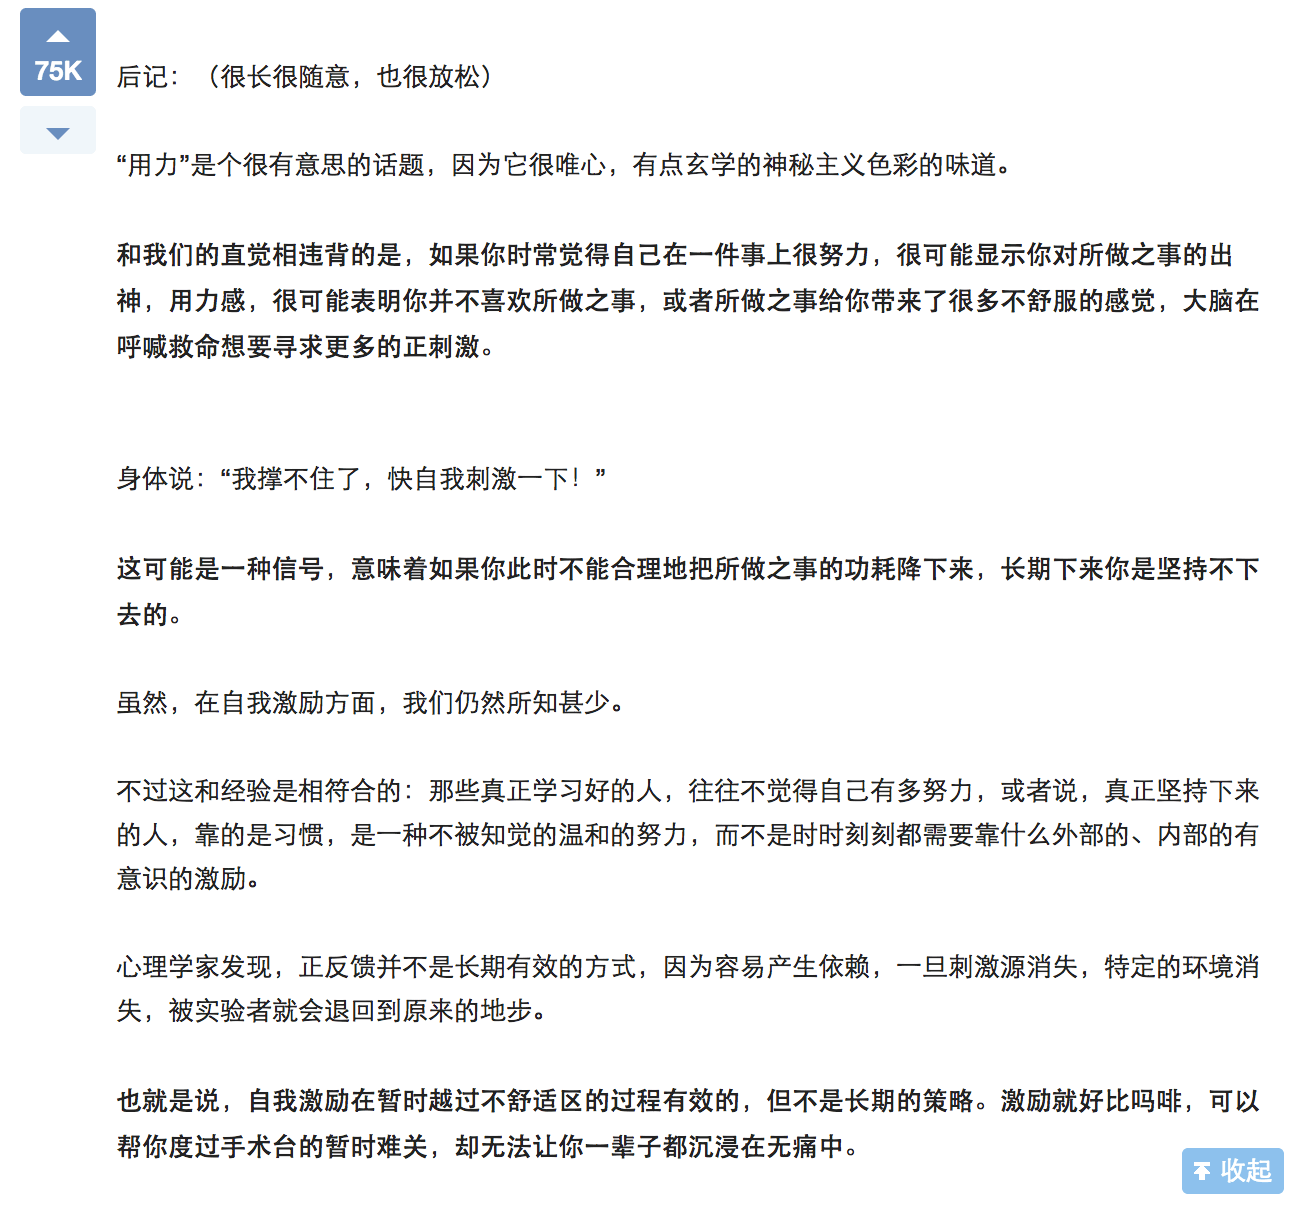 75K
后记：（很长很随意，也很放松）
“用力”是个很有意思的话题，因为它很唯心，有点玄学的神秘主义色彩的味道。
和我们的直觉相违背的是，如果你时常觉得自己在一件事上很努力，很可能显示你对所做之事的出
神，用力感，很可能表明你并不喜欢所做之事，或者所做之事给你带来了很多不舒服的感觉，大脑在
呼喊救命想要寻求更多的正刺激。
身体说：“我撑不住了，快自我刺激一下！”
这可能是一种信号，意味着如果你此时不能合理地把所做之事的功耗降下来，长期下来你是坚持不下
去的。
虽然，在自我激励方面，我们仍然所知甚少。
不过这和经验是相符合的：那些真正学习好的人，往往不觉得自己有多努力，或者说，真正坚持下来
的人，靠的是习惯，是一种不被知觉的温和的努力，而不是时时刻刻都需要靠什么外部的、内部的有
意识的激励。
心理学家发现，正反馈并不是长期有效的方式，因为容易产生依赖，一旦刺激源消失，特定的环境消
失，被实验者就会退回到原来的地步。
也就是说，自我激励在暂时越过不舒适区的过程有效的，但不是长期的策略。激励就好比吗啡，可以
帮你度过手术台的暂时难关，却无法让你一辈子都沉浸在无痛中。
收起